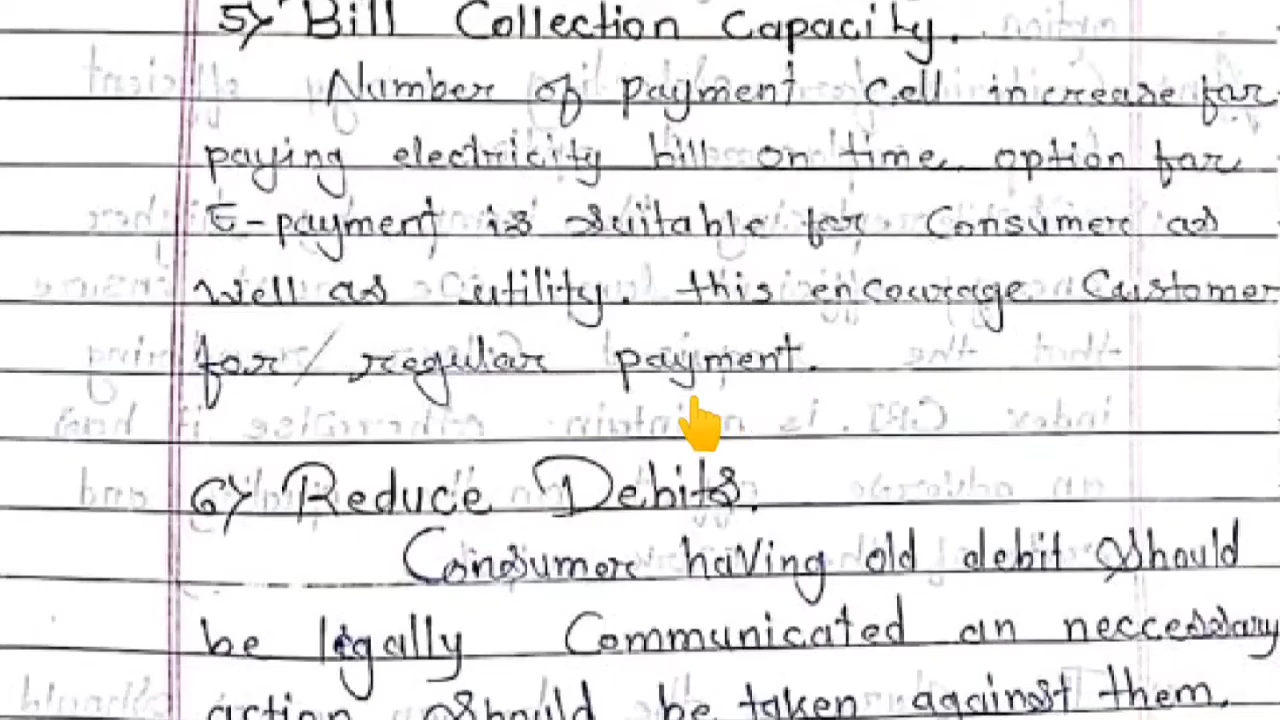 5) Bill Collection Capacity.
Number of payment cell increase for
paying electricity bill on time, option for
E-payment is suitable for Consumer as
well as utility. this encourage Customer
for regular payment.
6) Reduce Debits.
Consumer having old debit should
be legally Communicated an neccessary
action should be taken against them.